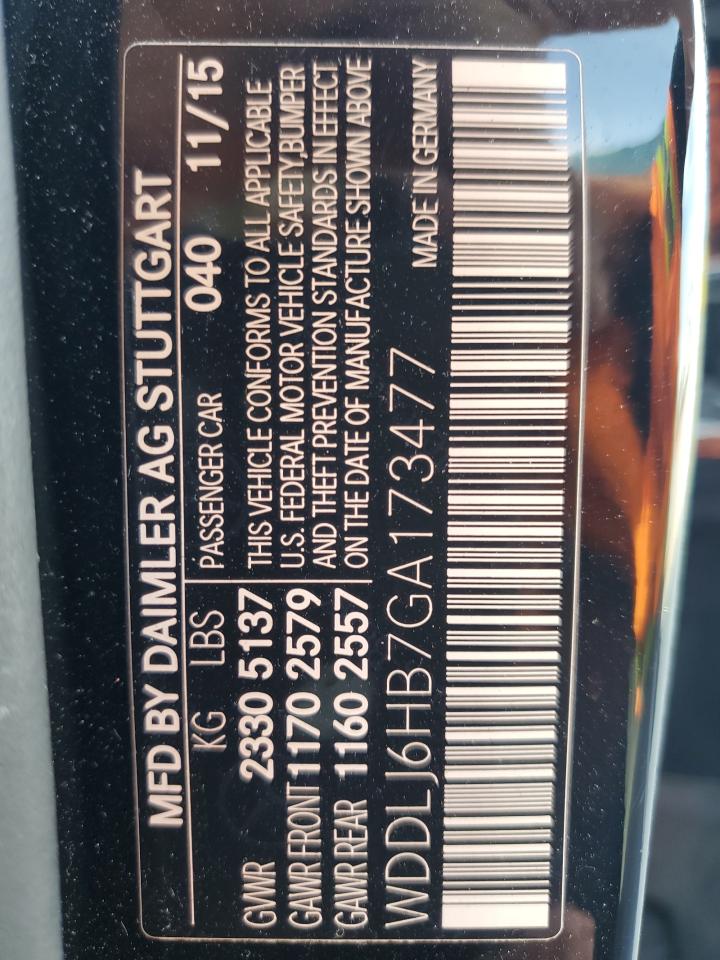 MFD BY DAIMLER AG STUTTGART
KG LBS PASSENGER CAR 040 11/15
GVWR 2330 5137 THIS VEHICLE CONFORMS TO ALL APPLICABLE
GAWR FRONT 1170 2579 U.S. FEDERAL MOTOR VEHICLE SAFETY,BUMPER
GAWR REAR 1160 2557 AND THEFT PREVENTION STANDARDS IN EFFECT
ON THE DATE OF MANUFACTURE SHOWN ABOVE
WDDLJ6HB7GA173477 MADE IN GERMANY